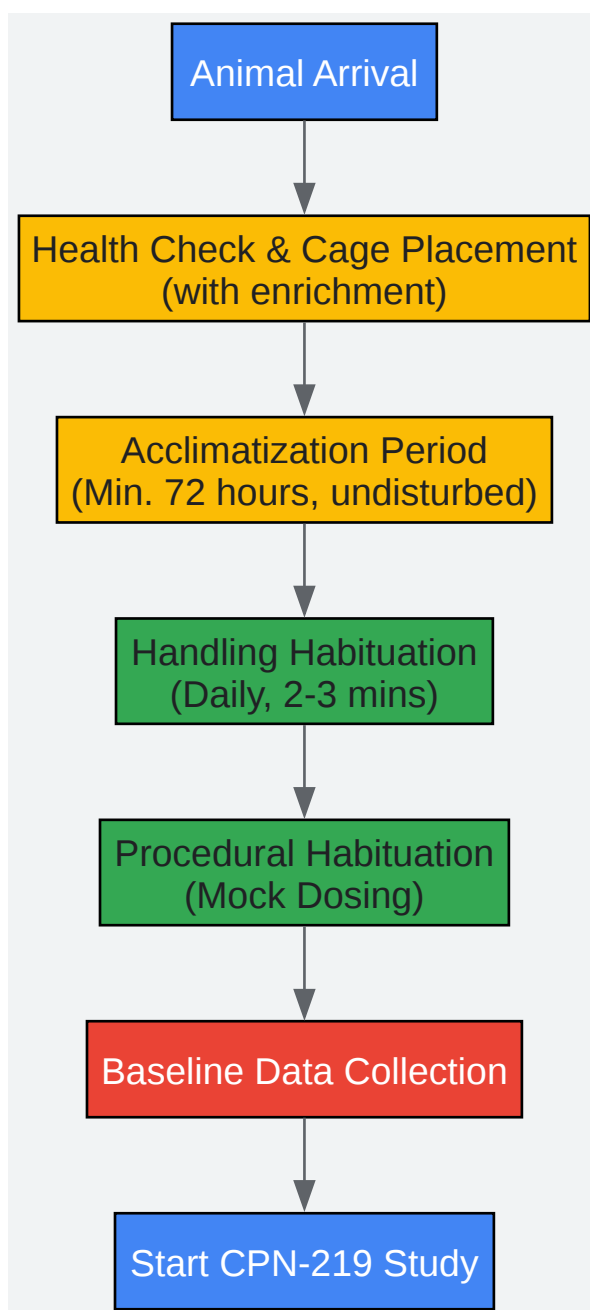 Animal Arrival
Health Check & Cage Placement
(with enrichment)
Acclimatization Period
(Min. 72 hours, undisturbed)
Handling Habituation
(Daily, 2-3 mins)
Procedural Habituation
(Mock Dosing)
Baseline Data Collection
Start CPN-219 Study